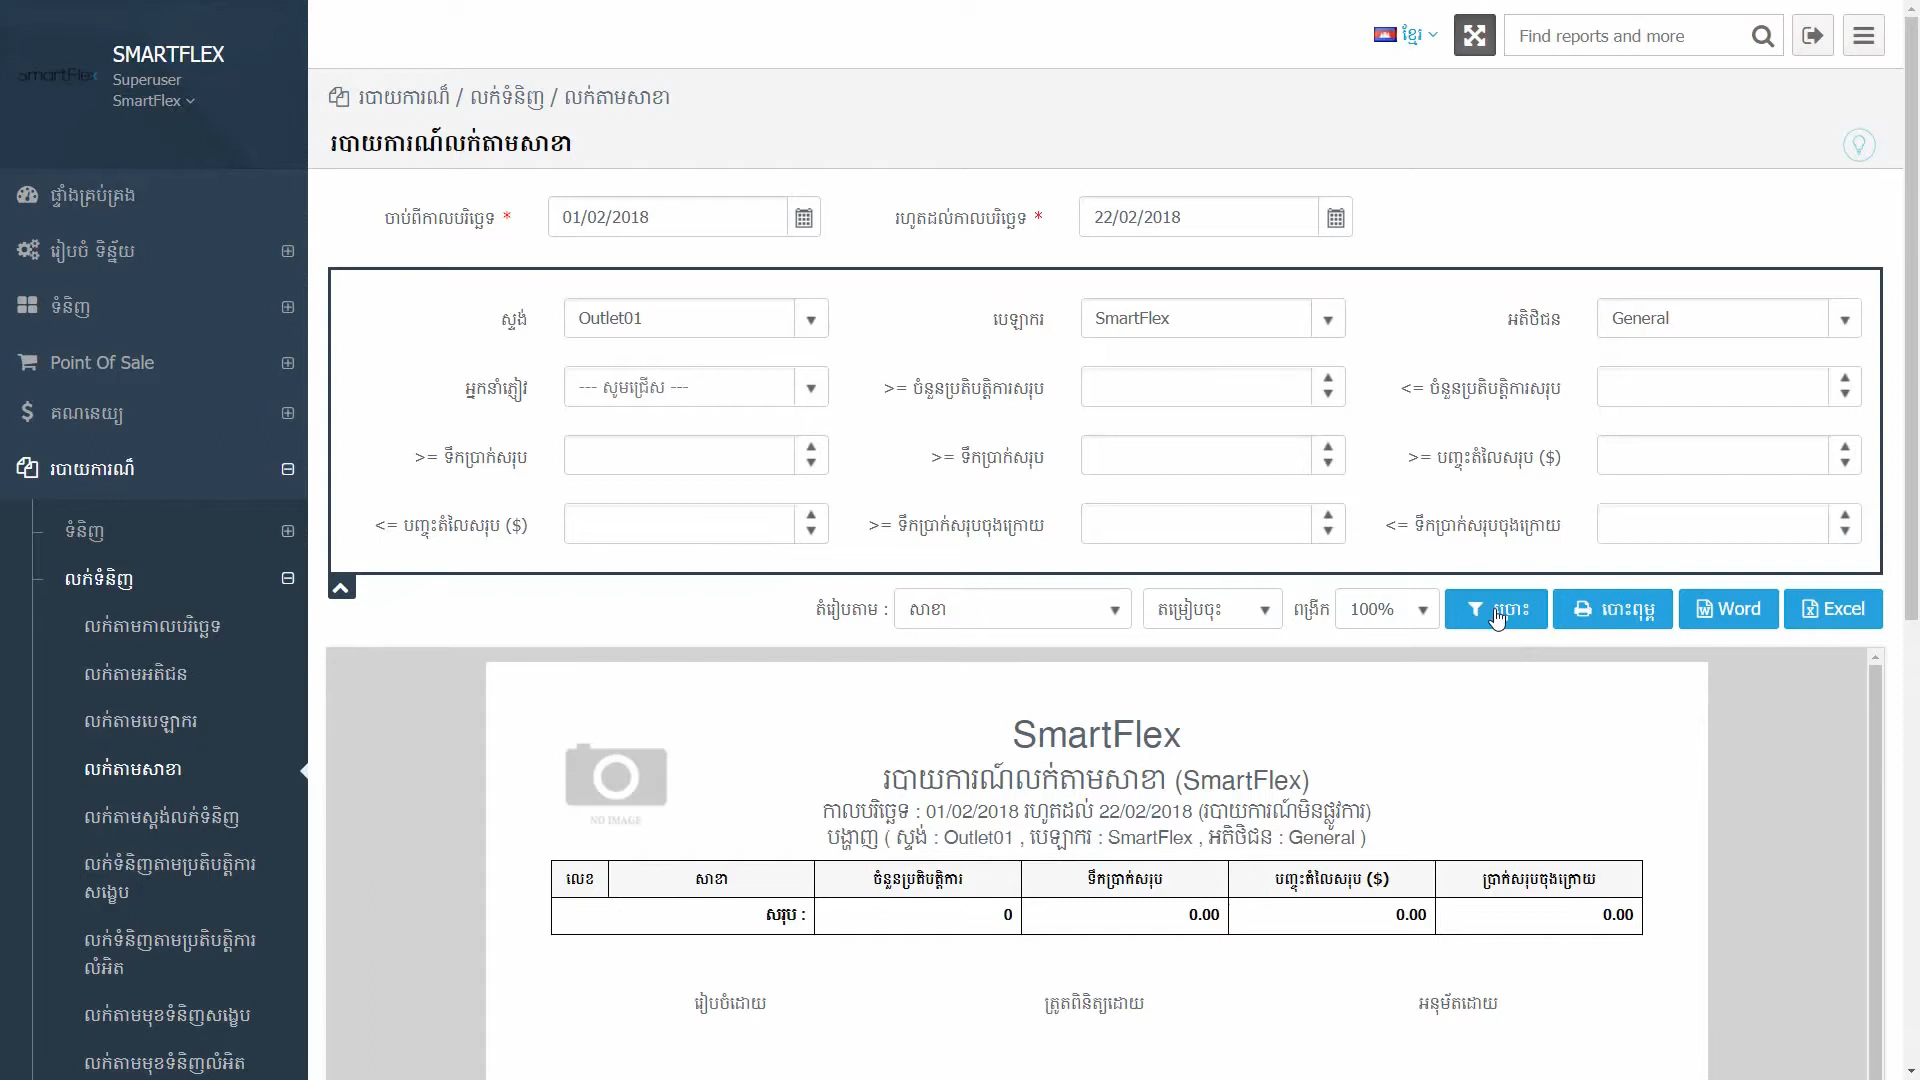 SMARTFLEX
Superuser
SmartFlex
ផ្ទាំងគ្រប់គ្រង
រៀបចំ ទិន្ន័យ
ទំនិញ
Point Of Sale
គណនេយ្យ
របាយការណ៏
ទំនិញ
លក់ទំនិញ
លក់តាមកាលបរិច្ឆេទ
លក់តាមអតិជន
លក់តាមបេឡាករ
លក់តាមសាខា
លក់តាមស្តង់លក់ទំនិញ
លក់ទំនិញតាមប្រតិបត្តិការ
សង្ខេប
លក់ទំនិញតាមប្រតិបត្តិការ
លំអិត
លក់តាមមុខទំនិញសង្ខេប
លក់តាមមុខទំនិញលំអិត
ខ្មែរ
Find reports and more
របាយការណ៏ / លក់ទំនិញ / លក់តាមសាខា
របាយការណ៍លក់តាមសាខា
ចាប់ពីកាលបរិច្ឆេទ * 01/02/2018 រហូតដល់កាលបរិច្ឆេទ * 22/02/2018
ស្តង់ Outlet01 បេឡាករ SmartFlex អតិថិជន General
អ្នកនាំភ្ញៀវ --- សូមជ្រើស --- >= ចំនួនប្រតិបត្តិការសរុប <= ចំនួនប្រតិបត្តិការសរុប
>= ទឹកប្រាក់សរុប >= ទឹកប្រាក់សរុប >= បញ្ចុះតំលៃសរុប ($)
<= បញ្ចុះតំលៃសរុប ($) >= ទឹកប្រាក់សរុបចុងក្រោយ <= ទឹកប្រាក់សរុបចុងក្រោយ
តំរៀបតាម : សាខា តម្រៀបចុះ ពង្រីក 100% បោះពុម្ព Word Excel
NO IMAGE
SmartFlex
របាយការណ៍លក់តាមសាខា (SmartFlex)
កាលបរិច្ឆេទ : 01/02/2018 រហូតដល់ 22/02/2018 (របាយការណ៍មិនផ្លូវការ)
បង្ហាញ ( ស្តង់ : Outlet01 , បេឡាករ : SmartFlex , អតិថិជន : General )
លេខ សាខា ចំនួនប្រតិបត្តិការ ទឹកប្រាក់សរុប បញ្ចុះតំលៃសរុប ($) ប្រាក់សរុបចុងក្រោយ
សរុប : 0 0.00 0.00 0.00
រៀបចំដោយ ត្រួតពិនិត្យដោយ អនុម័តដោយ